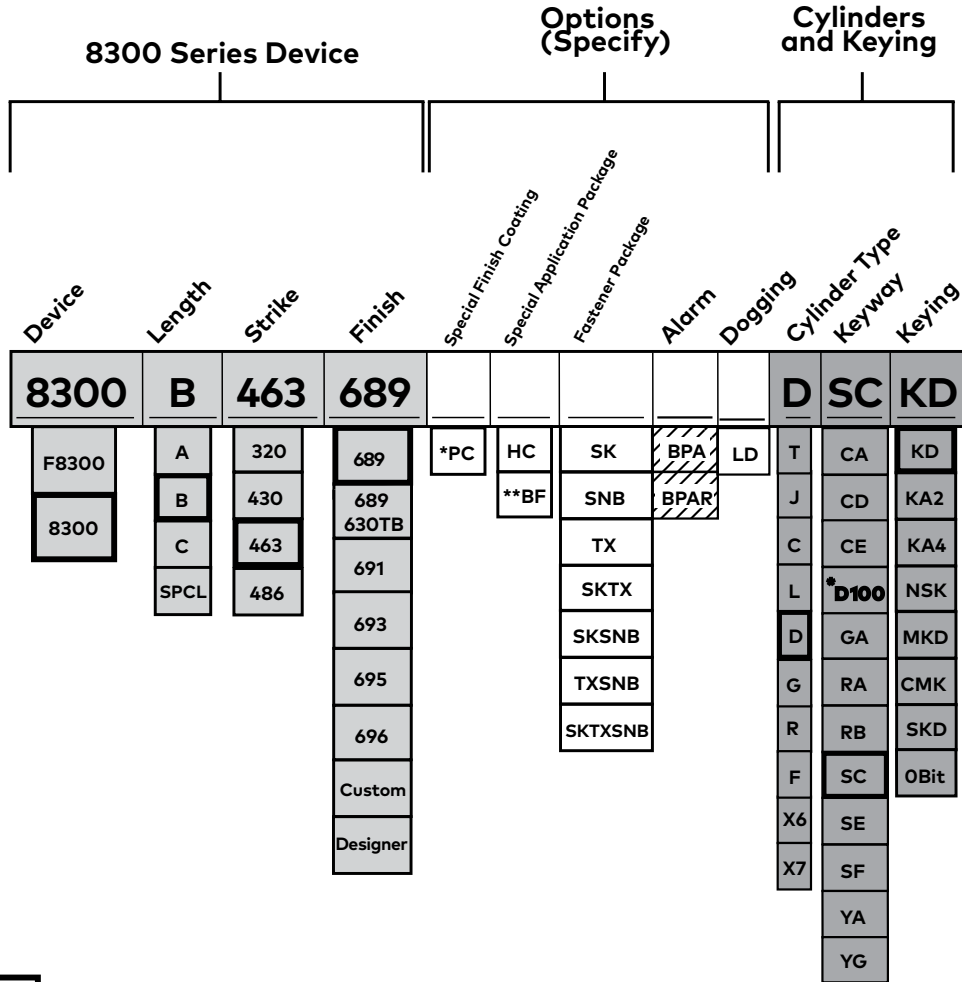 8300 Series Device
Options
(Specify)
Cylinders
and Keying
Device
Length
Strike
Finish
Special Finish Coating
Special Application Package
Fastener Package
Alarm
Dogging
Cylinder Type
Keyway
Keying
8300 B 463 689 D SC KD
F8300
8300
A
B
C
SPCL
320
430
463
486
689
689
630TB
691
693
695
696
Custom
Designer
*PC
HC
**BF
SK
SNB
TX
SKTX
SKSNB
TXSNB
SKTXSNB
BPA
BPAR
LD
T
J
C
L
D
G
R
F
X6
X7
CA
CD
CE
*D100
GA
RA
RB
SC
SE
SF
YA
YG
KD
KA2
KA4
NSK
MKD
CMK
SKD
0Bit